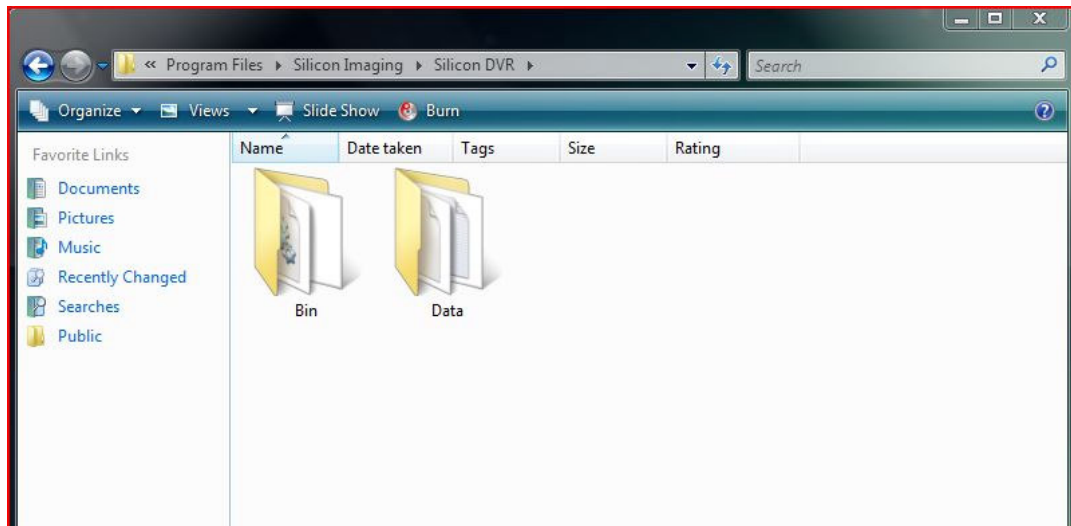 « Program Files ▸ Silicon Imaging ▸ Silicon DVR ▸ Search
Organize Views Slide Show Burn
Favorite Links
Documents
Pictures
Music
Recently Changed
Searches
Public
Name Date taken Tags Size Rating
Bin Data